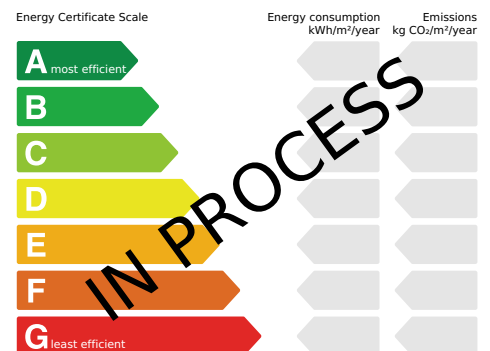 Energy Certificate Scale
Energy consumption
kWh/m²/year
Emissions
kg CO₂/m²/year
A most efficient
B
C
D
E
F
G least efficient
IN PROCESS